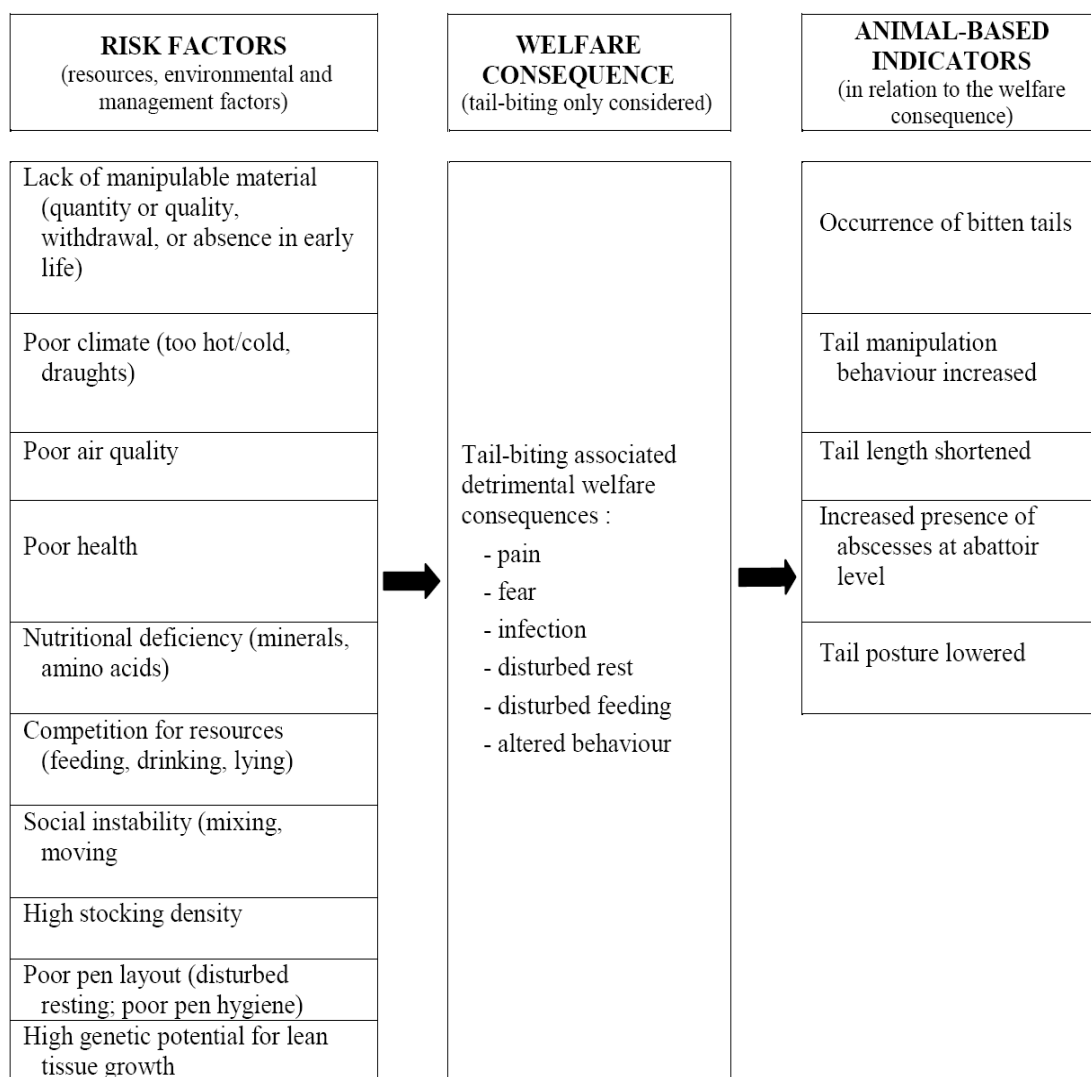 RISK FACTORS
(resources, environmental and
management factors)
WELFARE
CONSEQUENCE
(tail-biting only considered)
ANIMAL-BASED
INDICATORS
(in relation to the welfare
consequence)
Lack of manipulable material
(quantity or quality,
withdrawal, or absence in early
life)
Poor climate (too hot/cold,
draughts)
Poor air quality
Poor health
Nutritional deficiency (minerals,
amino acids)
Competition for resources
(feeding, drinking, lying)
Social instability (mixing,
moving
High stocking density
Poor pen layout (disturbed
resting; poor pen hygiene)
High genetic potential for lean
tissue growth
Tail-biting associated
detrimental welfare
consequences :
- pain
- fear
- infection
- disturbed rest
- disturbed feeding
- altered behaviour
Occurrence of bitten tails
Tail manipulation
behaviour increased
Tail length shortened
Increased presence of
abscesses at abattoir
level
Tail posture lowered